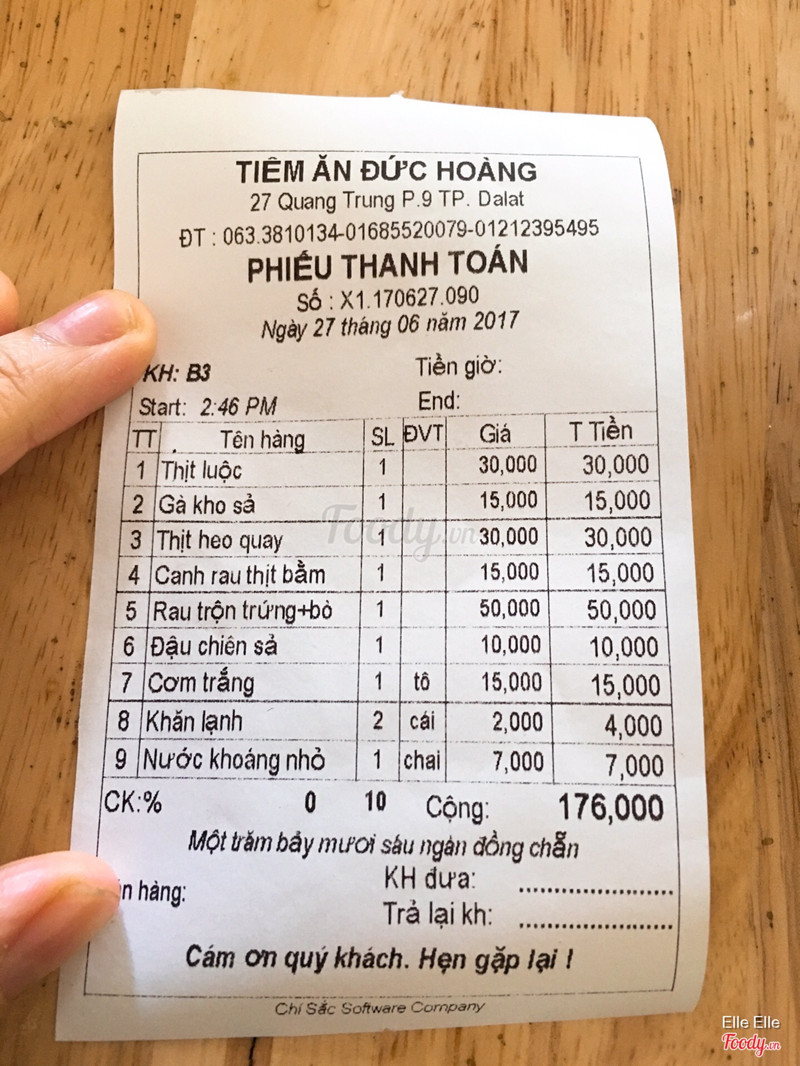 TIÊM ĂN ĐỨC HOÀNG
27 Quang Trung P.9 TP. Dalat
ĐT : 063.3810134-01685520079-01212395495
PHIẾU THANH TOÁN
Số : X1.170627.090
Ngày 27 tháng 06 năm 2017
KH: B3 Tiền giờ:
Start: 2:46 PM End:
TT Tên hàng SL ĐVT Giá T Tiền
1 Thịt luộc 1 30,000 30,000
2 Gà kho sả 1 15,000 15,000
3 Thịt heo quay 1 30,000 30,000
4 Canh rau thịt bằm 1 15,000 15,000
5 Rau trộn trứng+bò 1 50,000 50,000
6 Đậu chiên sả 1 10,000 10,000
7 Cơm trắng 1 tô 15,000 15,000
8 Khăn lạnh 2 cái 2,000 4,000
9 Nước khoáng nhỏ 1 chai 7,000 7,000
CK:% 0 10 Cộng: 176,000
Một trăm bảy mươi sáu ngàn đồng chẵn
KH đưa: ........................
hàng:
Trả lại kh: ........................
Cám ơn quý khách. Hẹn gặp lại !
Chí Sắc Software Company
Foody.vn
Elle Elle
Foody.vn